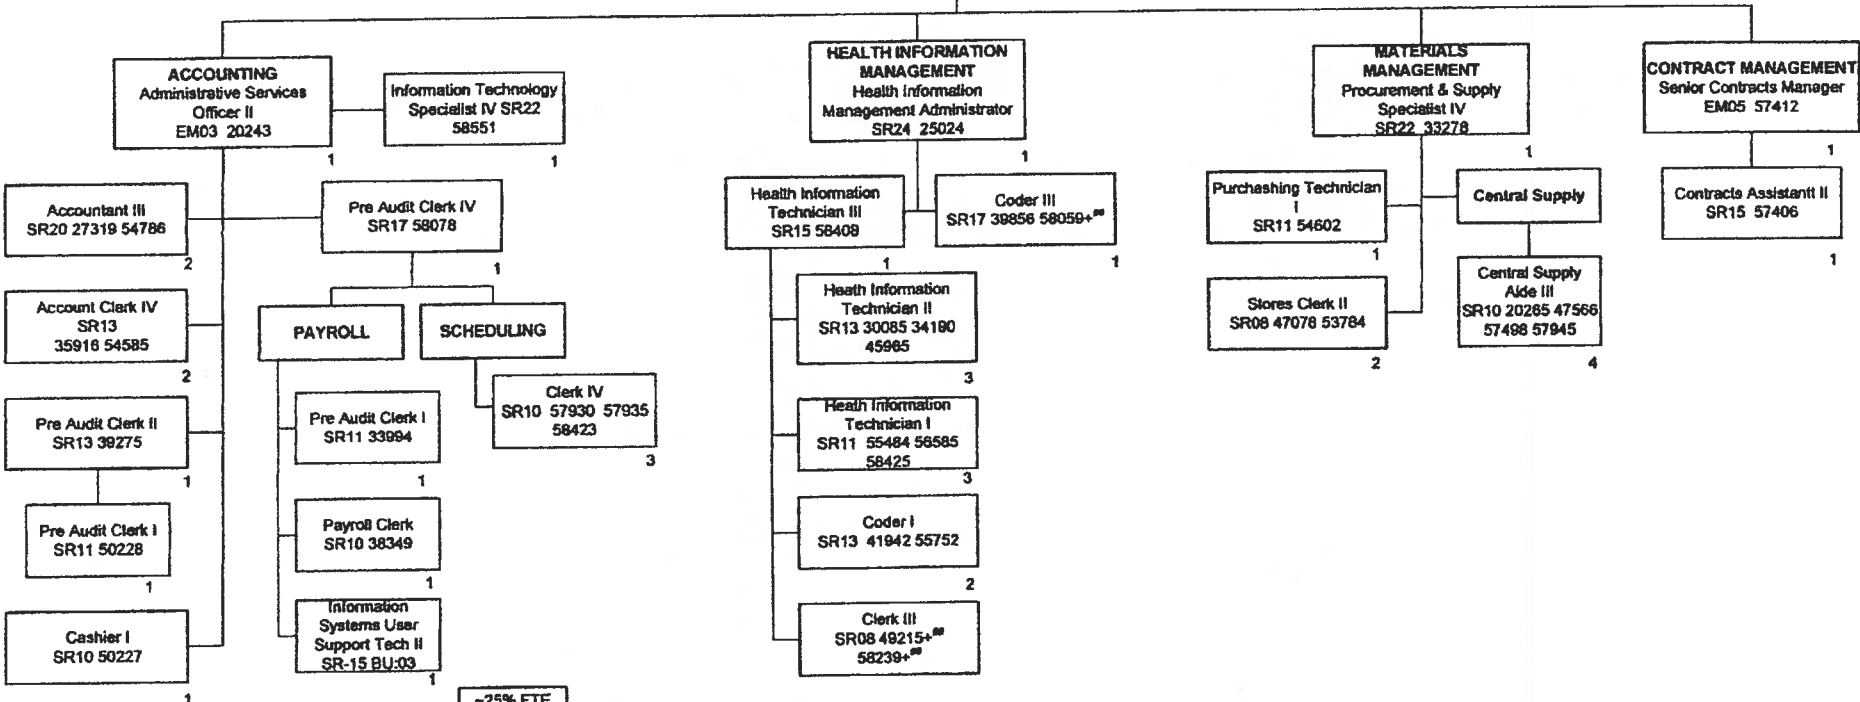 ACCOUNTING
Administrative Services
Officer II
EM03 20243
1
Information Technology
Specialist IV SR22
58551
1
Accountant III
SR20 27319 54786
2
Pre Audit Clerk IV
SR17 58078
1
Account Clerk IV
SR13
35916 54585
2
PAYROLL
SCHEDULING
Pre Audit Clerk II
SR13 39275
1
Pre Audit Clerk I
SR11 33994
1
Clerk IV
SR10 57930 57935
58423
3
Pre Audit Clerk I
SR11 50228
1
Payroll Clerk
SR10 38349
1
Cashier I
SR10 50227
1
Information
Systems User
Support Tech II
SR-15 BU:03
1
~25% FTE
HEALTH INFORMATION
MANAGEMENT
Health Information
Management Administrator
SR24 25024
1
Health Information
Technician III
SR15 58409
1
Coder III
SR17 39856 58059+##
1
Heath Information
Technician II
SR13 30085 34190
45965
3
Heath Information
Technician I
SR11 55484 56585
58425
3
Coder I
SR13 41942 55752
2
Clerk III
SR08 49215+##
58239+##
MATERIALS
MANAGEMENT
Procurement & Supply
Specialist IV
SR22 33278
1
Purchashing Technician
I
SR11 54602
1
Central Supply
Stores Clerk II
SR08 47078 53784
2
Central Supply
Aide III
SR10 20285 47566
57498 57945
4
CONTRACT MANAGEMENT
Senior Contracts Manager
EM05 57412
1
Contracts Assistantt II
SR15 57406
1